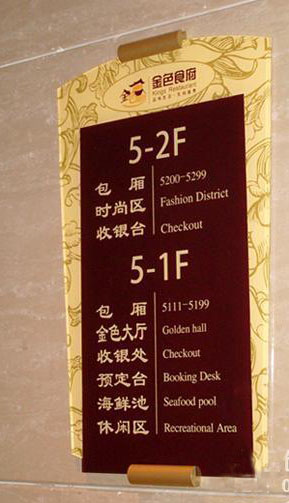 金色食府
Kings Restaurant
5-2F
包 厢 5200-5299
时尚区 Fashion District
收银台 Checkout
5-1F
包 厢 5111-5199
金色大厅 Golden hall
收银处 Checkout
预定台 Booking Desk
海鲜池 Seafood pool
休闲区 Recreational Area